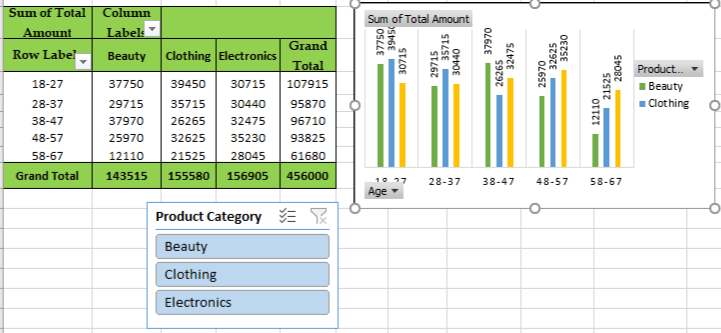 Sum of Total Amount Column Labels
Row Label Beauty Clothing Electronics Grand Total
18-27 37750 39450 30715 107915
28-37 29715 35715 30440 95870
38-47 37970 26265 32475 96710
48-57 25970 32625 35230 93825
58-67 12110 21525 28045 61680
Grand Total 143515 155580 156905 456000
Sum of Total Amount
37750 3945 30715 29715 35715 30440 37970 26265 32475 25970 32625 35230 12110 21525 28045
18-27 28-37 38-47 48-57 58-67
Age
Product...
Beauty
Clothing
Product Category
Beauty
Clothing
Electronics